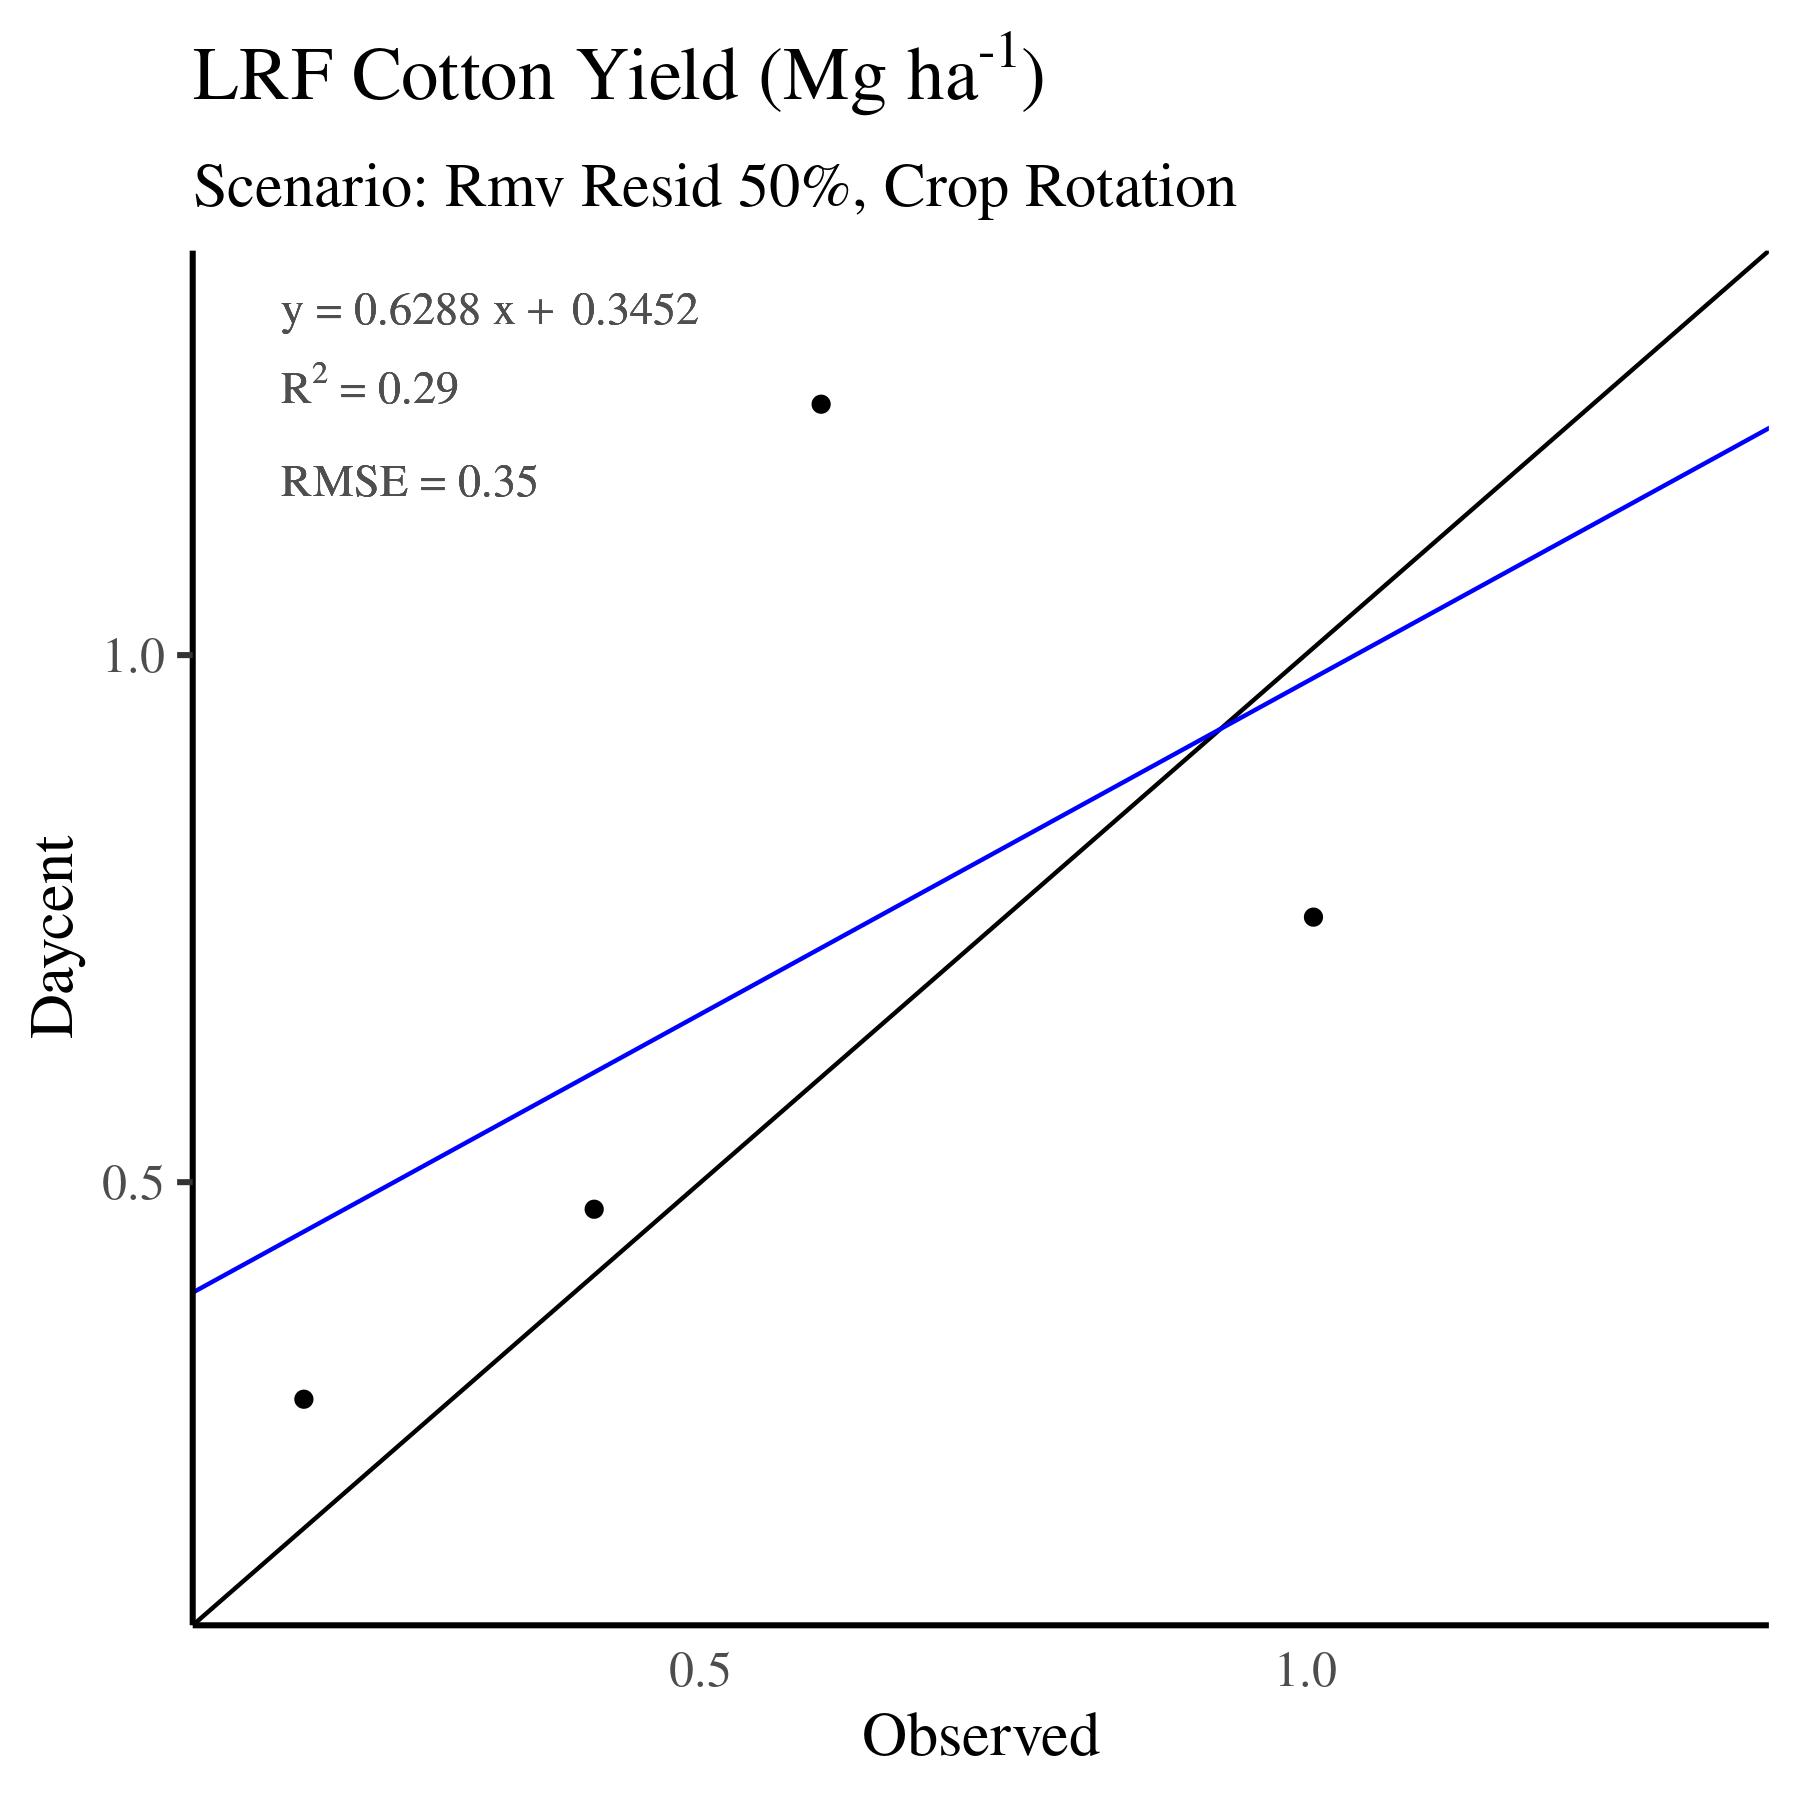 LRF Cotton Yield (Mg ha⁻¹)
Scenario: Rmv Resid 50%, Crop Rotation
y = 0.6288 x + 0.3452
R² = 0.29
RMSE = 0.35
1.0
0.5
Daycent
0.5 1.0
Observed